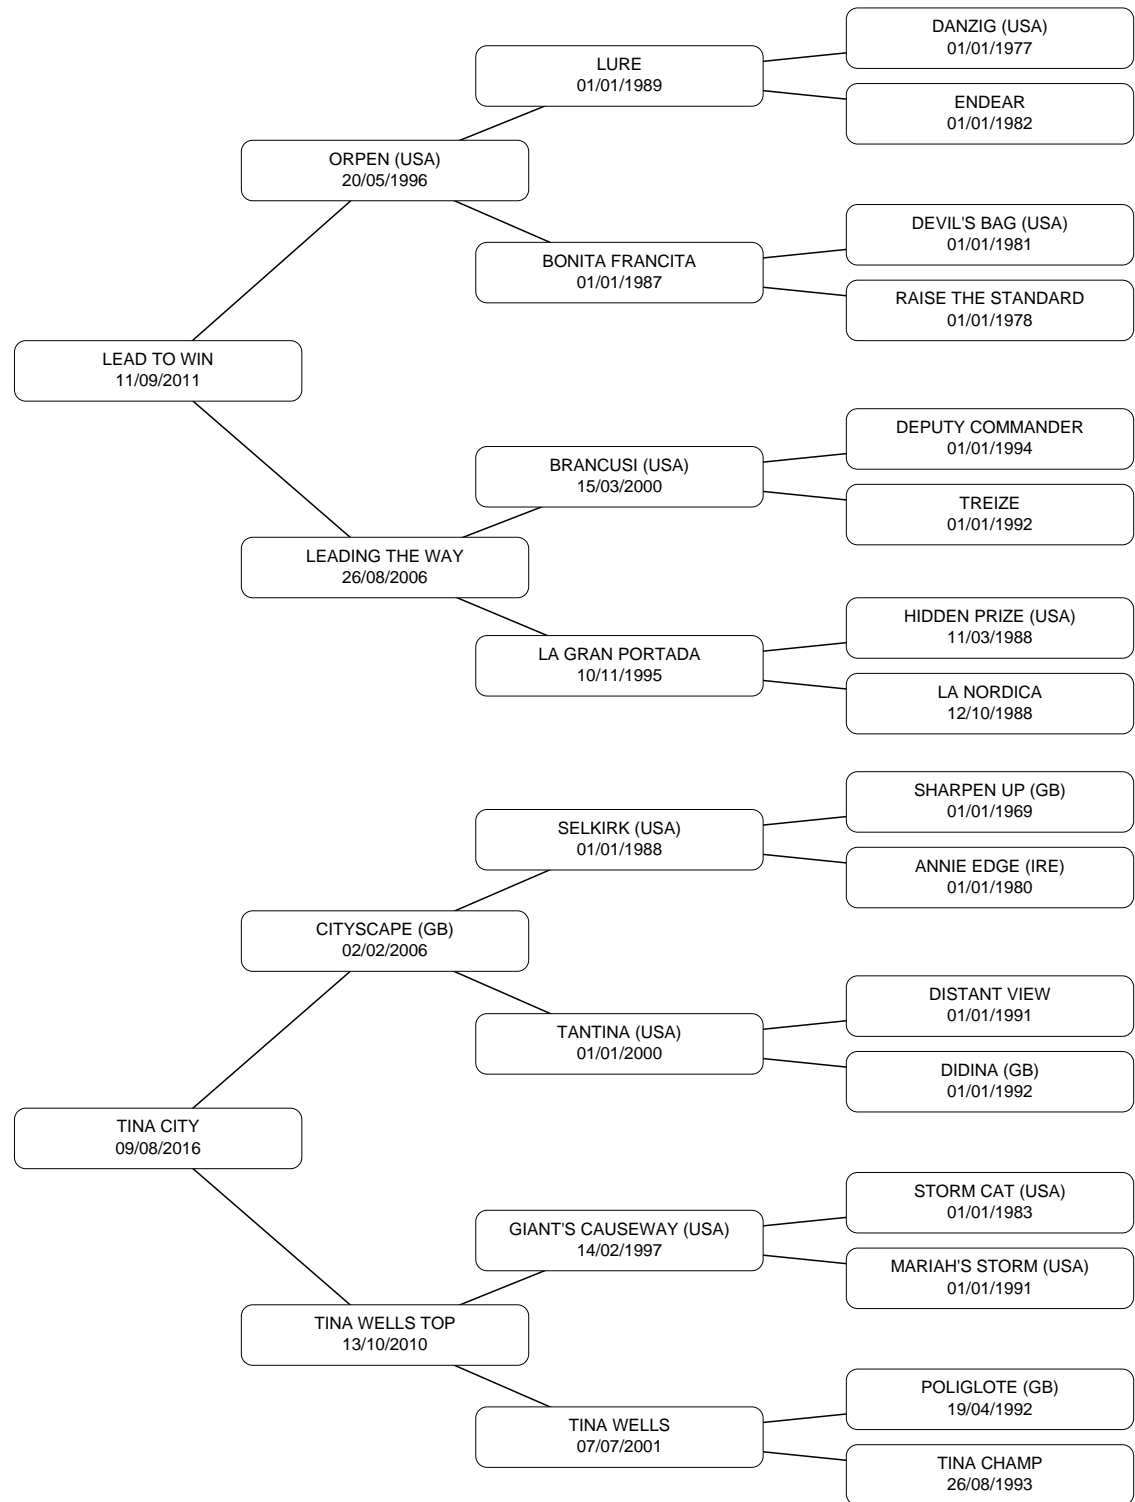 DANZIG (USA)
01/01/1977
LURE
01/01/1989
ENDEAR
01/01/1982
ORPEN (USA)
20/05/1996
DEVIL'S BAG (USA)
01/01/1981
BONITA FRANCITA
01/01/1987
RAISE THE STANDARD
01/01/1978
LEAD TO WIN
11/09/2011
DEPUTY COMMANDER
01/01/1994
BRANCUSI (USA)
15/03/2000
TREIZE
01/01/1992
LEADING THE WAY
26/08/2006
HIDDEN PRIZE (USA)
11/03/1988
LA GRAN PORTADA
10/11/1995
LA NORDICA
12/10/1988
SHARPEN UP (GB)
01/01/1969
SELKIRK (USA)
01/01/1988
ANNIE EDGE (IRE)
01/01/1980
CITYSCAPE (GB)
02/02/2006
DISTANT VIEW
01/01/1991
TANTINA (USA)
01/01/2000
DIDINA (GB)
01/01/1992
TINA CITY
09/08/2016
STORM CAT (USA)
01/01/1983
GIANT'S CAUSEWAY (USA)
14/02/1997
MARIAH'S STORM (USA)
01/01/1991
TINA WELLS TOP
13/10/2010
POLIGLOTE (GB)
19/04/1992
TINA WELLS
07/07/2001
TINA CHAMP
26/08/1993